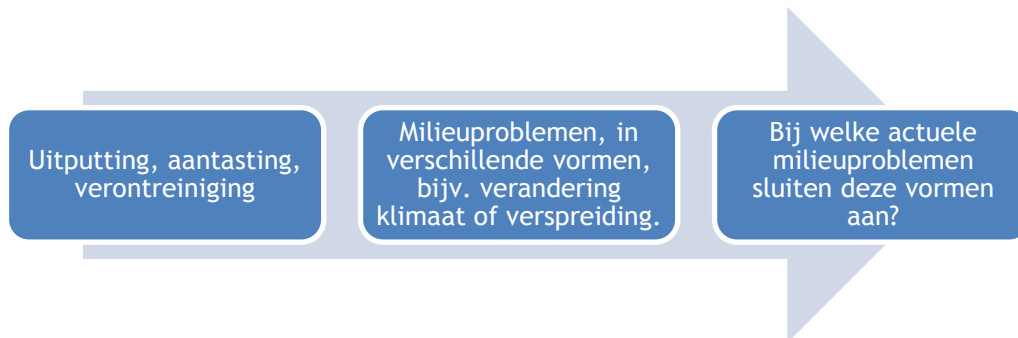 Uitputting, aantasting,
verontreiniging
Milieuproblemen, in
verschillende vormen,
bijv. verandering
klimaat of verspreiding.
Bij welke actuele
milieuproblemen
sluiten deze vormen
aan?